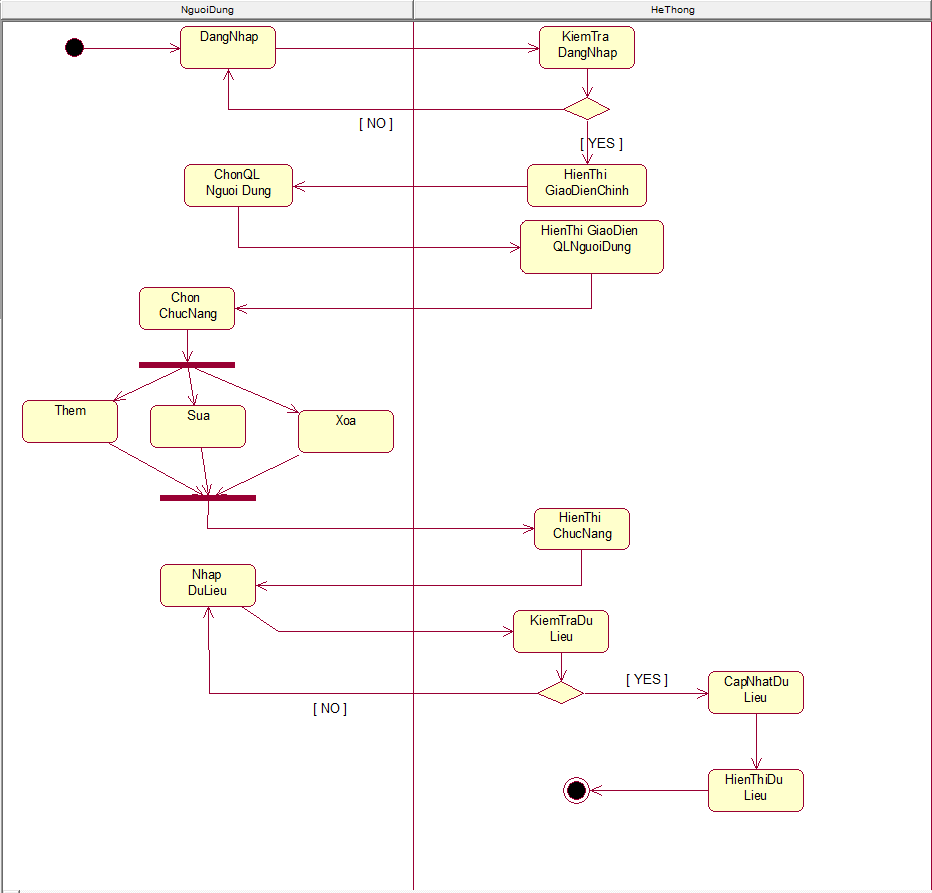 NguoiDung
HeThong
DangNhap
KiemTra
DangNhap
[ NO ]
[ YES ]
ChonQL
Nguoi Dung
HienThi
GiaoDienChinh
HienThi GiaoDien
QLNguoiDung
Chon
ChucNang
Them
Sua
Xoa
HienThi
ChucNang
Nhap
DuLieu
KiemTraDu
Lieu
[ YES ]
[ NO ]
CapNhatDu
Lieu
HienThiDu
Lieu